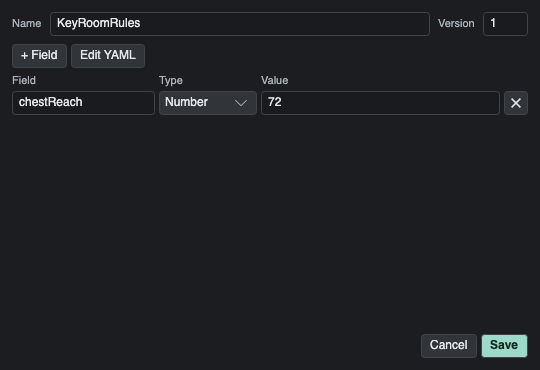 Name KeyRoomRules Version 1
+ Field Edit YAML
Field Type Value
chestReach Number 72
Cancel Save